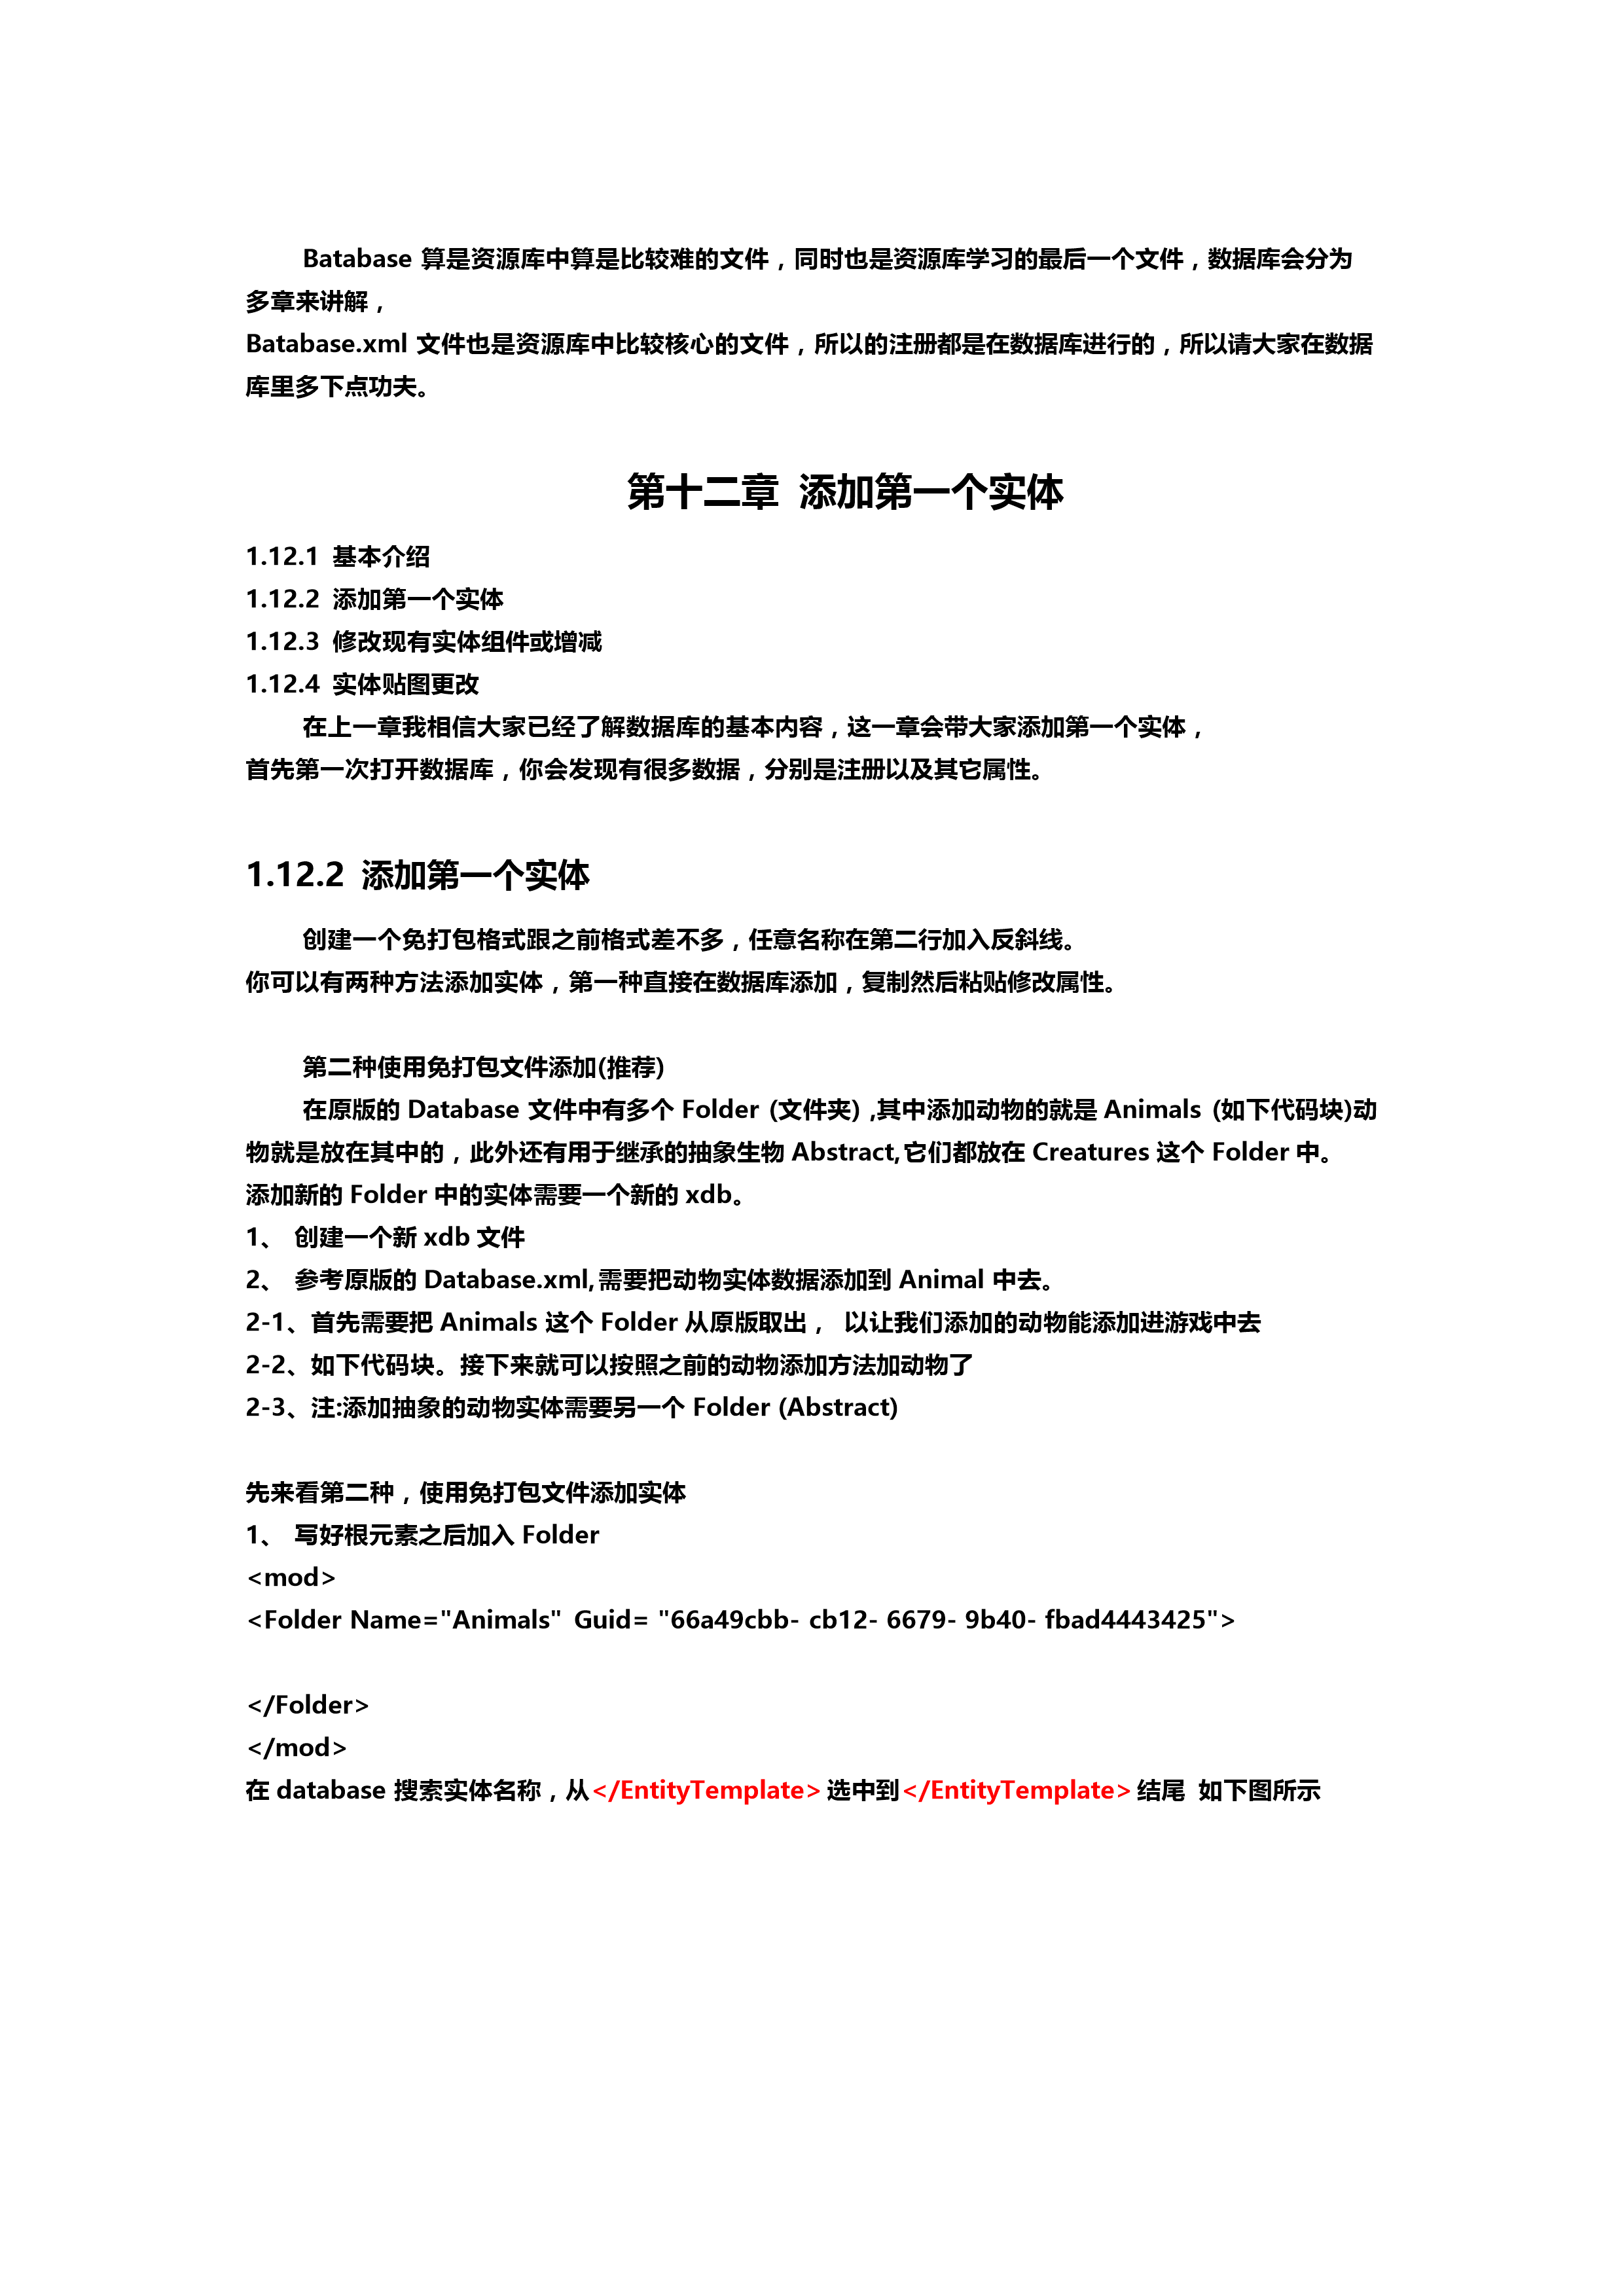 Batabase 算是资源库中算是比较难的文件，同时也是资源库学习的最后一个文件，数据库会分为
多章来讲解，
Batabase.xml 文件也是资源库中比较核心的文件，所以的注册都是在数据库进行的，所以请大家在数据
库里多下点功夫。
第十二章 添加第一个实体
1.12.1 基本介绍
1.12.2 添加第一个实体
1.12.3 修改现有实体组件或增减
1.12.4 实体贴图更改
在上一章我相信大家已经了解数据库的基本内容，这一章会带大家添加第一个实体，
首先第一次打开数据库，你会发现有很多数据，分别是注册以及其它属性。
1.12.2 添加第一个实体
创建一个免打包格式跟之前格式差不多，任意名称在第二行加入反斜线。
你可以有两种方法添加实体，第一种直接在数据库添加，复制然后粘贴修改属性。
第二种使用免打包文件添加(推荐)
在原版的 Database 文件中有多个 Folder (文件夹) ,其中添加动物的就是 Animals (如下代码块)动
物就是放在其中的，此外还有用于继承的抽象生物 Abstract,它们都放在 Creatures 这个 Folder 中。
添加新的 Folder 中的实体需要一个新的 xdb。
1、 创建一个新 xdb 文件
2、 参考原版的 Database.xml,需要把动物实体数据添加到 Animal 中去。
2-1、首先需要把 Animals 这个 Folder 从原版取出， 以让我们添加的动物能添加进游戏中去
2-2、如下代码块。接下来就可以按照之前的动物添加方法加动物了
2-3、注:添加抽象的动物实体需要另一个 Folder (Abstract)
先来看第二种，使用免打包文件添加实体
1、 写好根元素之后加入 Folder
<mod>
<Folder Name="Animals" Guid= "66a49cbb- cb12- 6679- 9b40- fbad4443425">
</Folder>
</mod>
在 database 搜索实体名称，从</EntityTemplate>选中到</EntityTemplate>结尾 如下图所示